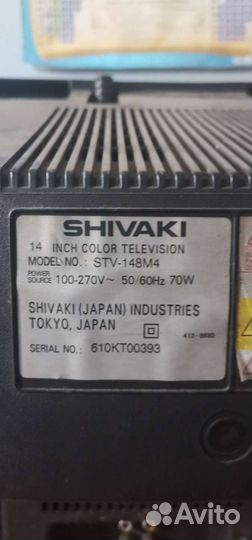 SHIVAKI
14 INCH COLOR TELEVISION
MODEL-NO.: STV-148M4
POWER SOURCE 100-270V~ 50/60Hz 70W
SHIVAKI (JAPAN) INDUSTRIES
TOKYO, JAPAN
SERIAL NO.: 610KT00393
Avito